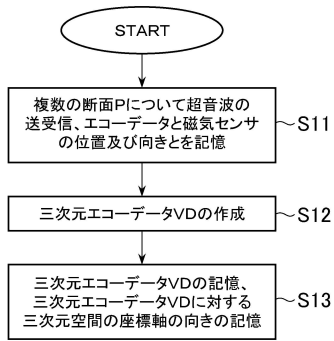 START
複数の断面Pについて超音波の
送受信、エコーデータと磁気センサ
の位置及び向きとを記憶
S11
三次元エコーデータVDの作成
S12
三次元エコーデータVDの記憶、
三次元エコーデータVDに対する
三次元空間の座標軸の向きの記憶
S13